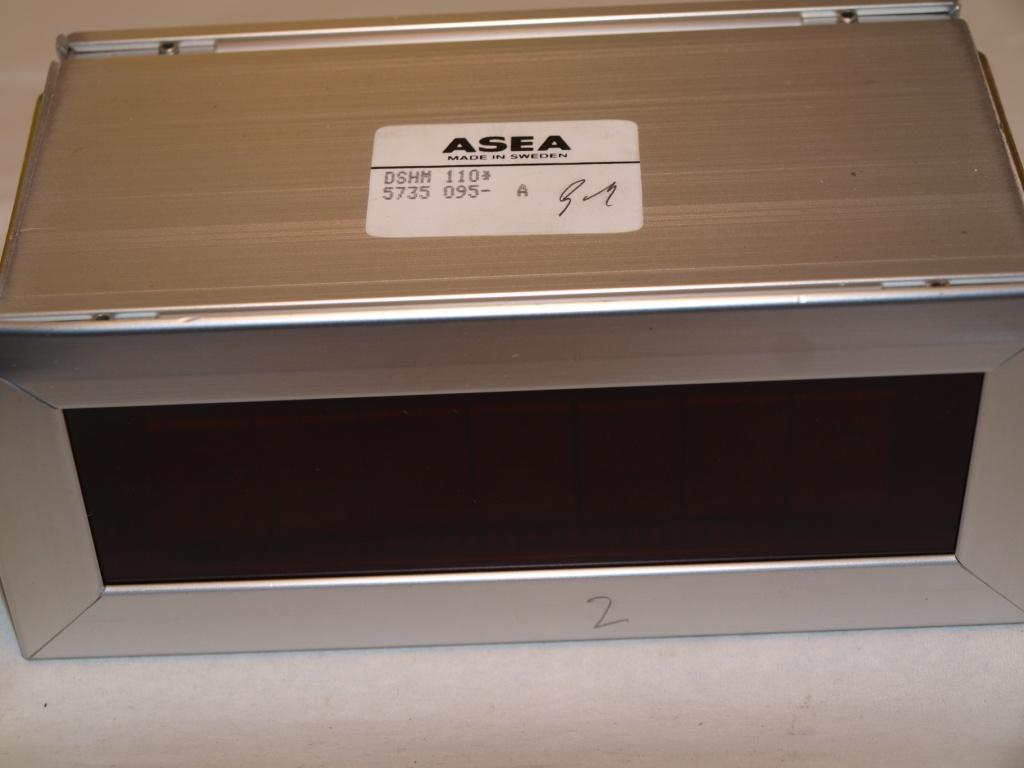 ASEA
MADE IN SWEDEN
DSHM 110*
5735 095- A
2